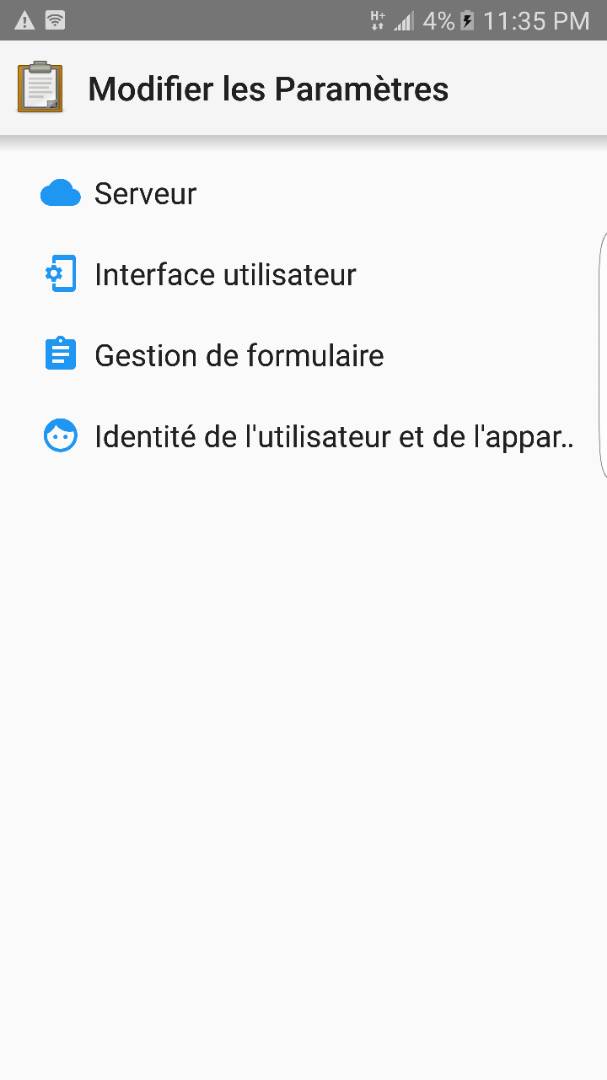 H+ 4% 11:35 PM
Modifier les Paramètres
Serveur
Interface utilisateur
Gestion de formulaire
Identité de l'utilisateur et de l'appar..